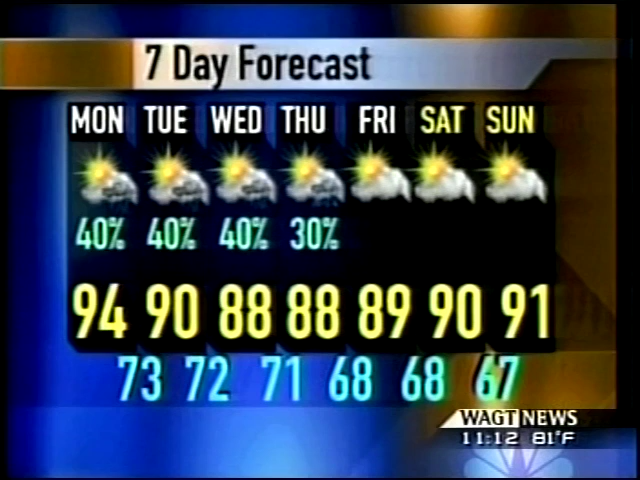 7 Day Forecast
MON TUE WED THU FRI SAT SUN
40% 40% 40% 30%
94 90 88 88 89 90 91
73 72 71 68 68 67
WAGT NEWS
11:12 81°F